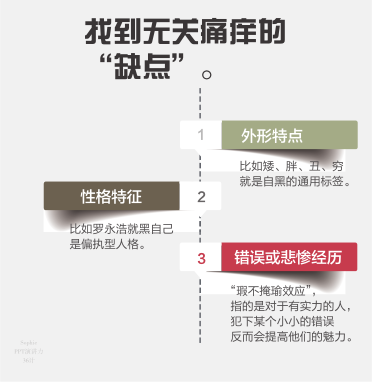 找到无关痛痒的
“缺点”。
1 外形特点
比如矮、胖、丑、穷
就是自黑的通用标签。
性格特征 2
比如罗永浩就黑自己
是偏执型人格。
3 错误或悲惨经历
“瑕不掩瑜效应”，
指的是对于有实力的人，
犯下某个小小的错误
反而会提高他们的魅力。